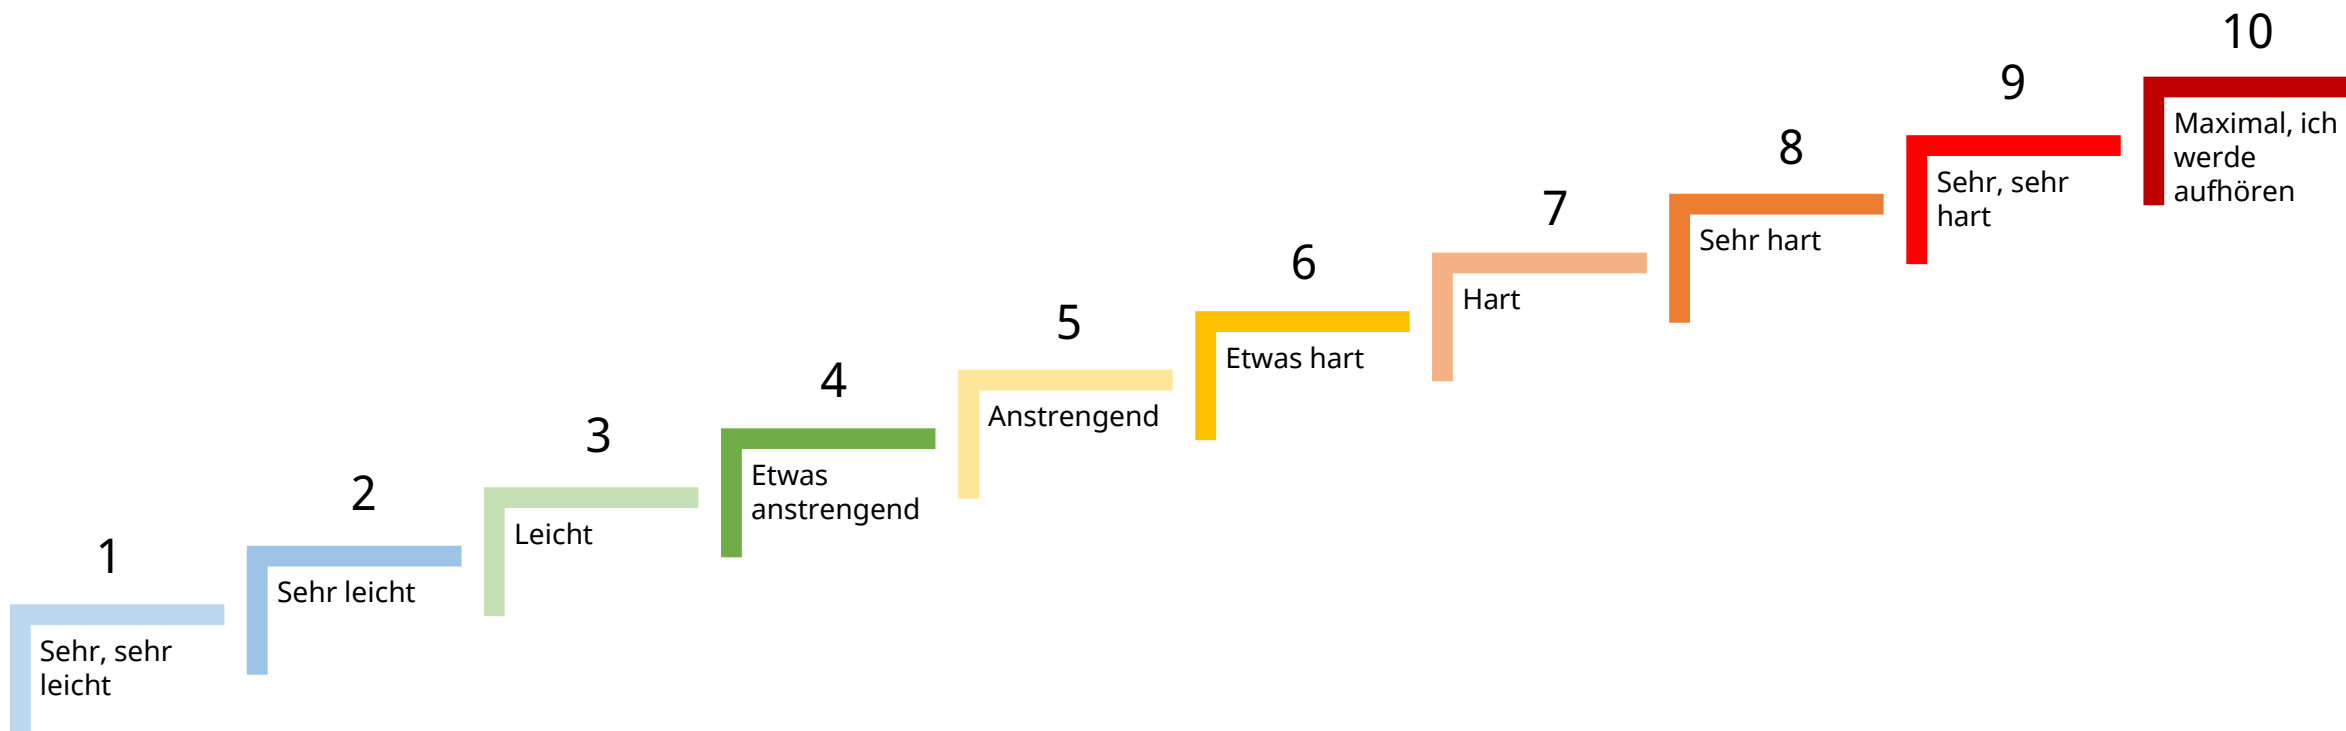 1
Sehr, sehr
leicht
2
Sehr leicht
3
Leicht
4
Etwas
anstrengend
5
Anstrengend
6
Etwas hart
7
Hart
8
Sehr hart
9
Sehr, sehr
hart
10
Maximal, ich
werde
aufhören